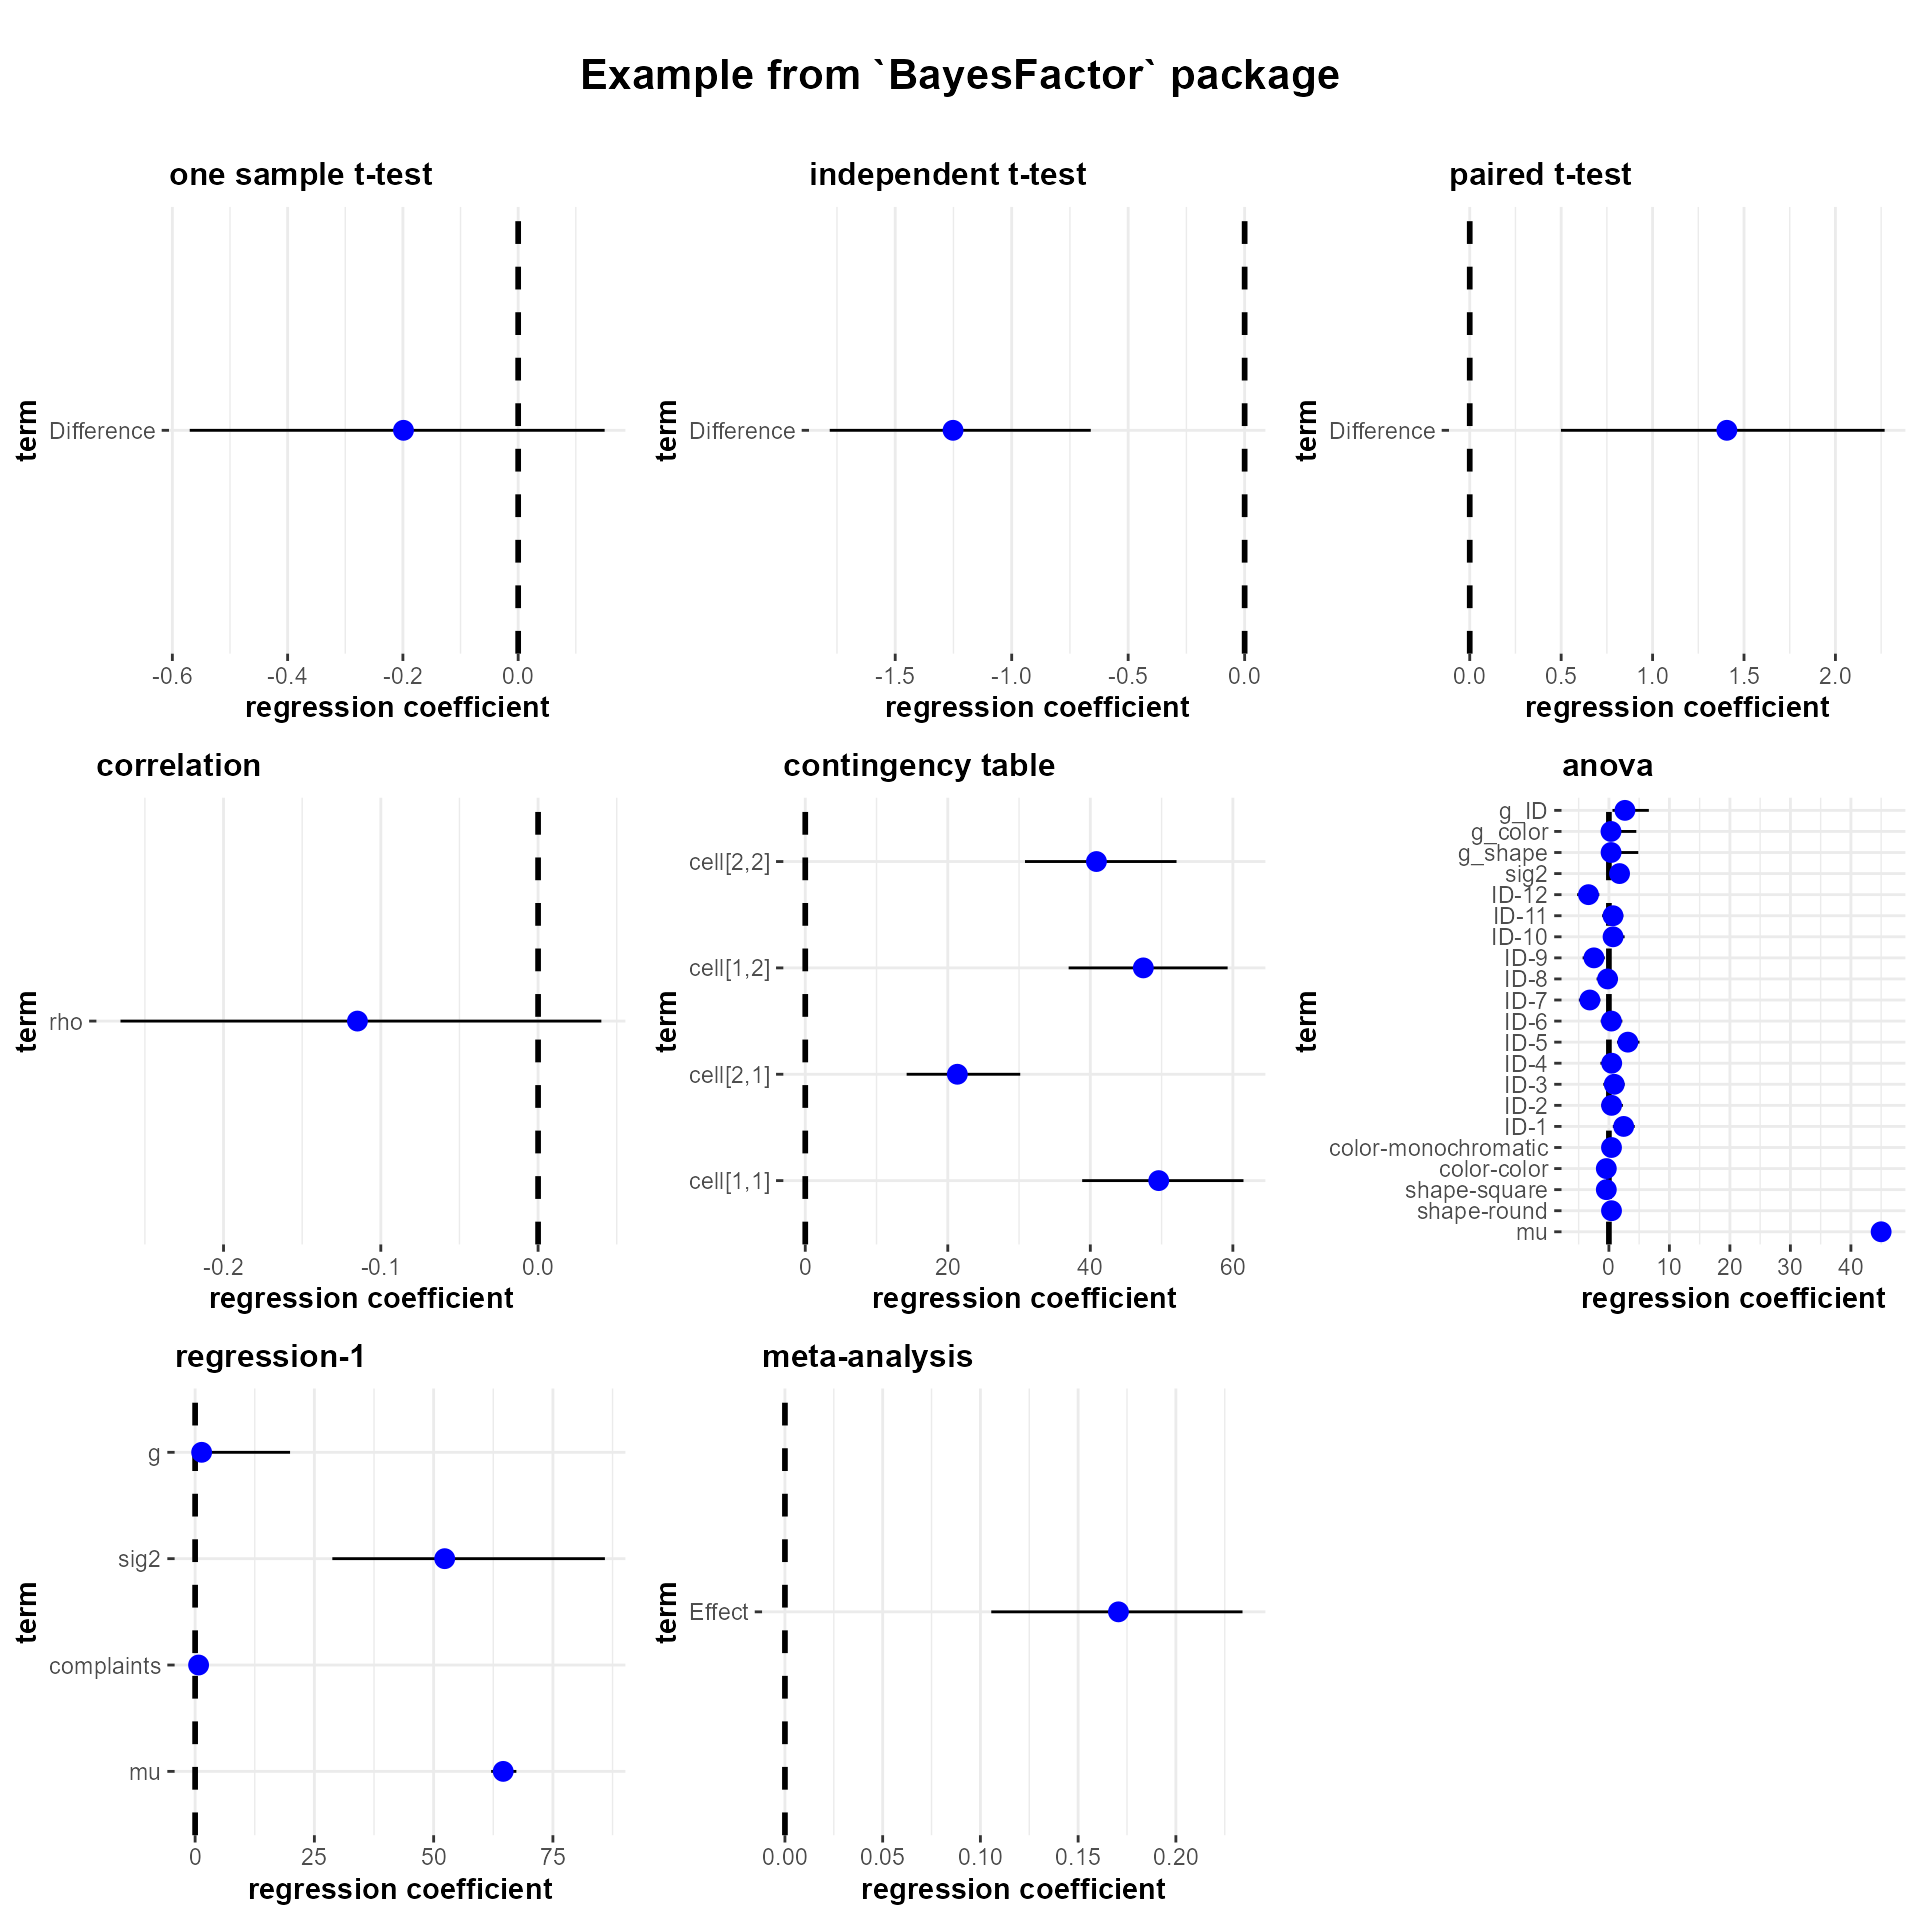 Example from `BayesFactor` package
one sample t-test
term
Difference
-0.6 -0.4 -0.2 0.0
regression coefficient
independent t-test
term
Difference
-1.5 -1.0 -0.5 0.0
regression coefficient
paired t-test
term
Difference
0.0 0.5 1.0 1.5 2.0
regression coefficient
correlation
term
rho
-0.2 -0.1 0.0
regression coefficient
contingency table
term
cell[2,2]
cell[1,2]
cell[2,1]
cell[1,1]
0 20 40 60
regression coefficient
anova
term
g_ID
g_color
g_shape
sig2
ID-12
ID-11
ID-10
ID-9
ID-8
ID-7
ID-6
ID-5
ID-4
ID-3
ID-2
ID-1
color-monochromatic
color-color
shape-square
shape-round
mu
0 10 20 30 40
regression coefficient
regression-1
term
g
sig2
complaints
mu
0 25 50 75
regression coefficient
meta-analysis
term
Effect
0.00 0.05 0.10 0.15 0.20
regression coefficient